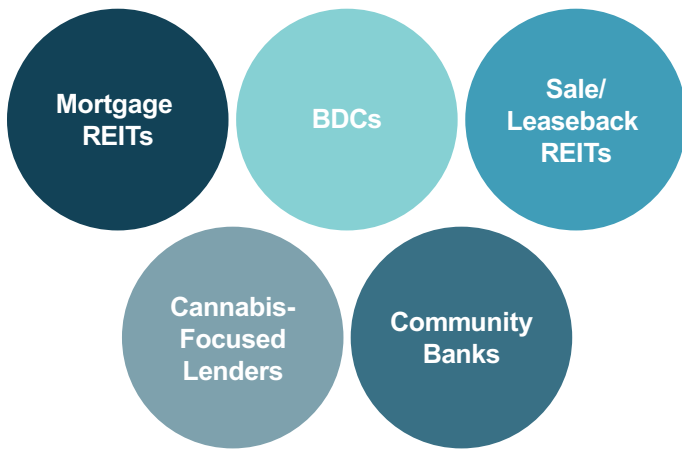 Mortgage
REITs
BDCs
Sale/
Leaseback
REITs
Cannabis-
Focused
Lenders
Community
Banks